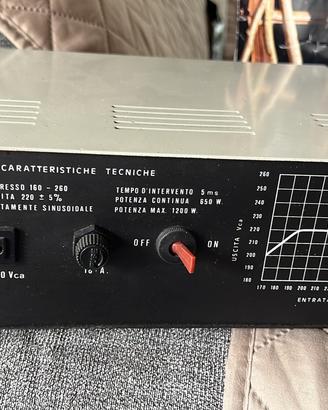 CARATTERISTICHE TECNICHE
RESSO 160 - 260
ITA 220 ± 5%
TAMENTE SINUSOIDALE
TEMPO D'INTERVENTO 5 ms
POTENZA CONTINUA 650 W.
POTENZA MAX. 1200 W.
0 Vca
16 A.
OFF ON
USCITA Vca
260
250
240
230
220
210
200
190
180
170 180 190 200 210 220
ENTRAT